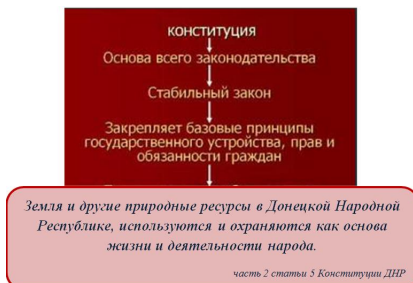 КОНСТИТУЦИЯ
Основа всего законодательства
Стабильный закон
Закрепляет базовые принципы
государственного устройства, прав и
обязанности граждан
Земля и другие природные ресурсы в Донецкой Народной
Республике, используются и охраняются как основа
жизни и деятельности народа.
часть 2 статьи 5 Конституции ДНР